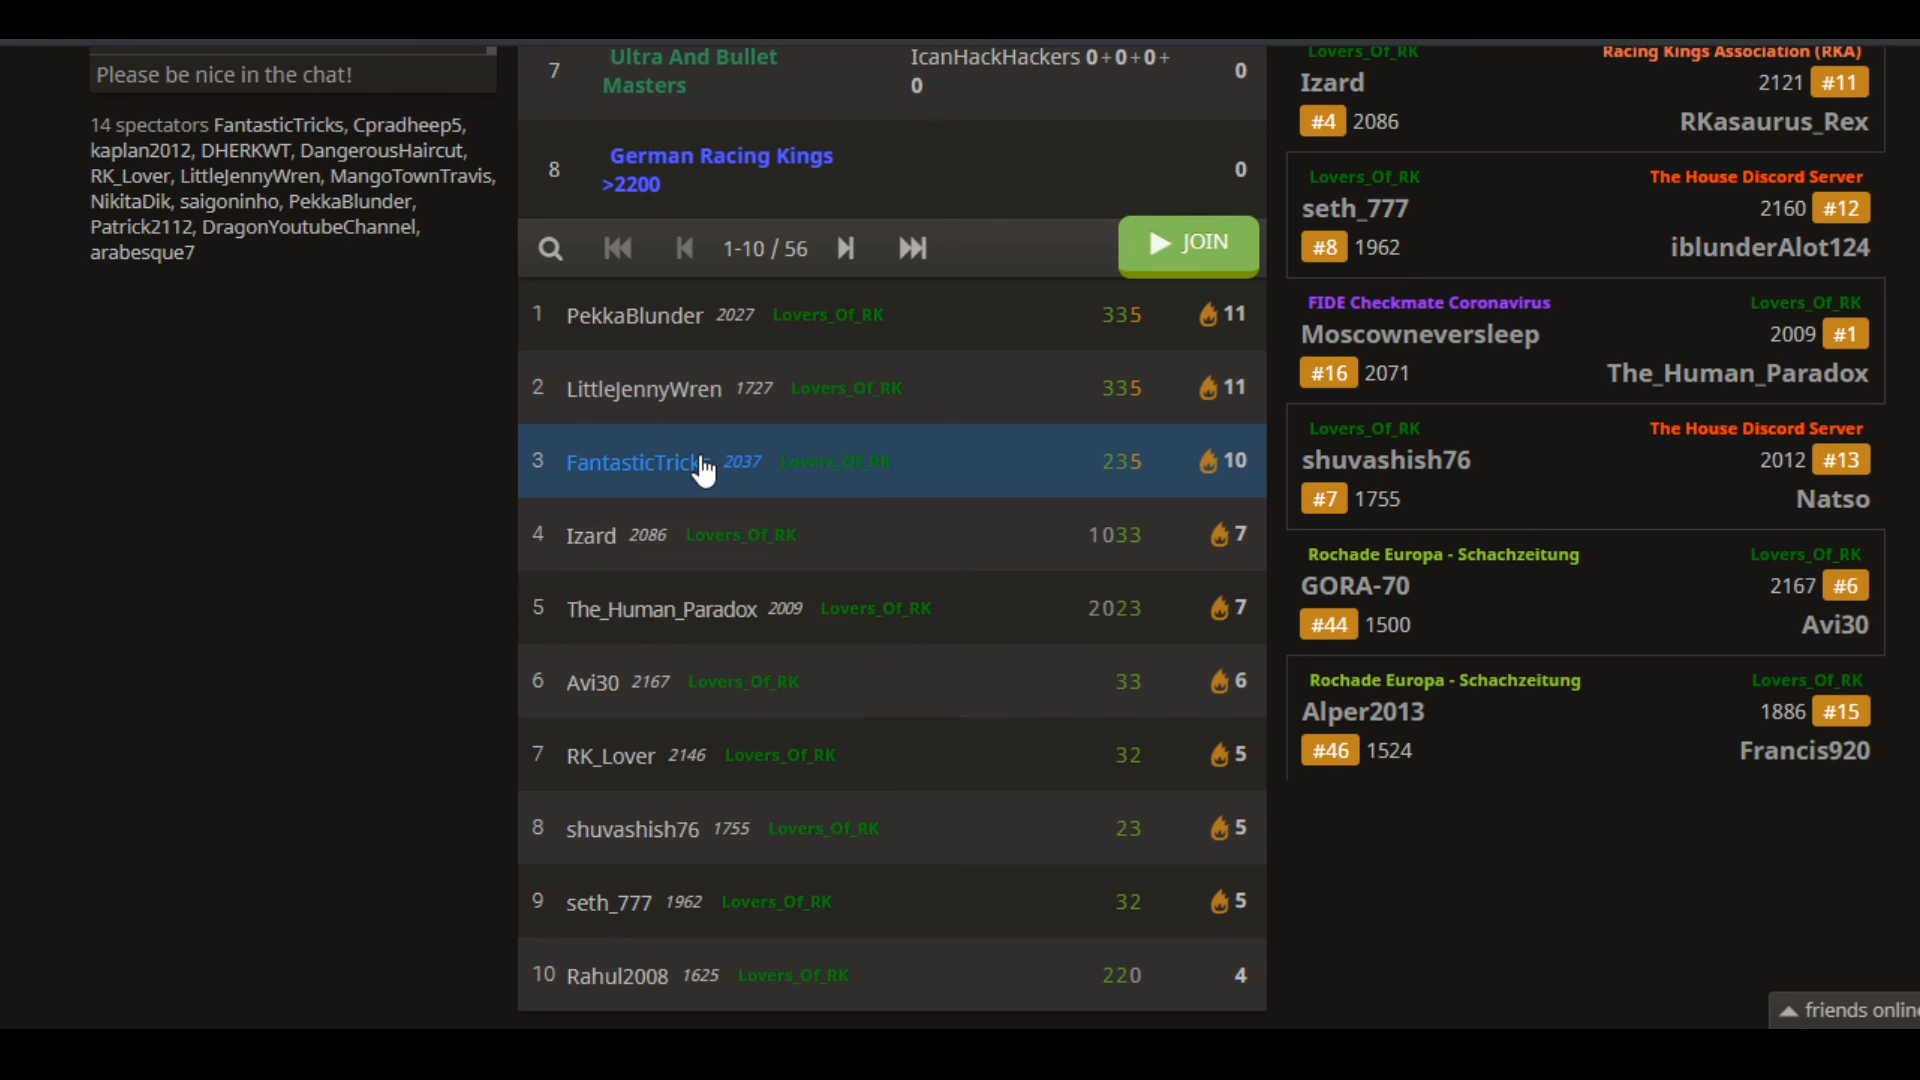 Please be nice in the chat!
14 spectators FantasticTricks, Cpradheep5,
kaplan2012, DHERKWT, DangerousHaircut,
RK_Lover, LittleJennyWren, MangoTownTravis,
NikitaDik, saigoninho, PekkaBlunder,
Patrick2112, DragonYoutubeChannel,
arabesque7
7 Ultra And Bullet Masters IcanHackHackers 0+0+0+0 0
8 German Racing Kings >2200 0
1-10 / 56 JOIN
1 PekkaBlunder 2027 Lovers_Of_RK 335 11
2 LittleJennyWren 1727 Lovers_Of_RK 335 11
3 FantasticTrick 2037 Lovers_Of_RK 235 10
4 Izard 2086 Lovers_Of_RK 1033 7
5 The_Human_Paradox 2009 Lovers_Of_RK 2023 7
6 Avi30 2167 Lovers_Of_RK 33 6
7 RK_Lover 2146 Lovers_Of_RK 32 5
8 shuvashish76 1755 Lovers_Of_RK 23 5
9 seth_777 1962 Lovers_Of_RK 32 5
10 Rahul2008 1625 Lovers_Of_RK 220 4
Lovers_Of_RK Racing Kings Association (RKA)
Izard 2121 #11
#4 2086 RKasaurus_Rex
Lovers_Of_RK The House Discord Server
seth_777 2160 #12
#8 1962 iblunderAlot124
FIDE Checkmate Coronavirus Lovers_Of_RK
Moscowneversleep 2009 #1
#16 2071 The_Human_Paradox
Lovers_Of_RK The House Discord Server
shuvashish76 2012 #13
#7 1755 Natso
Rochade Europa - Schachzeitung Lovers_Of_RK
GORA-70 2167 #6
#44 1500 Avi30
Rochade Europa - Schachzeitung Lovers_Of_RK
Alper2013 1886 #15
#46 1524 Francis920
friends online